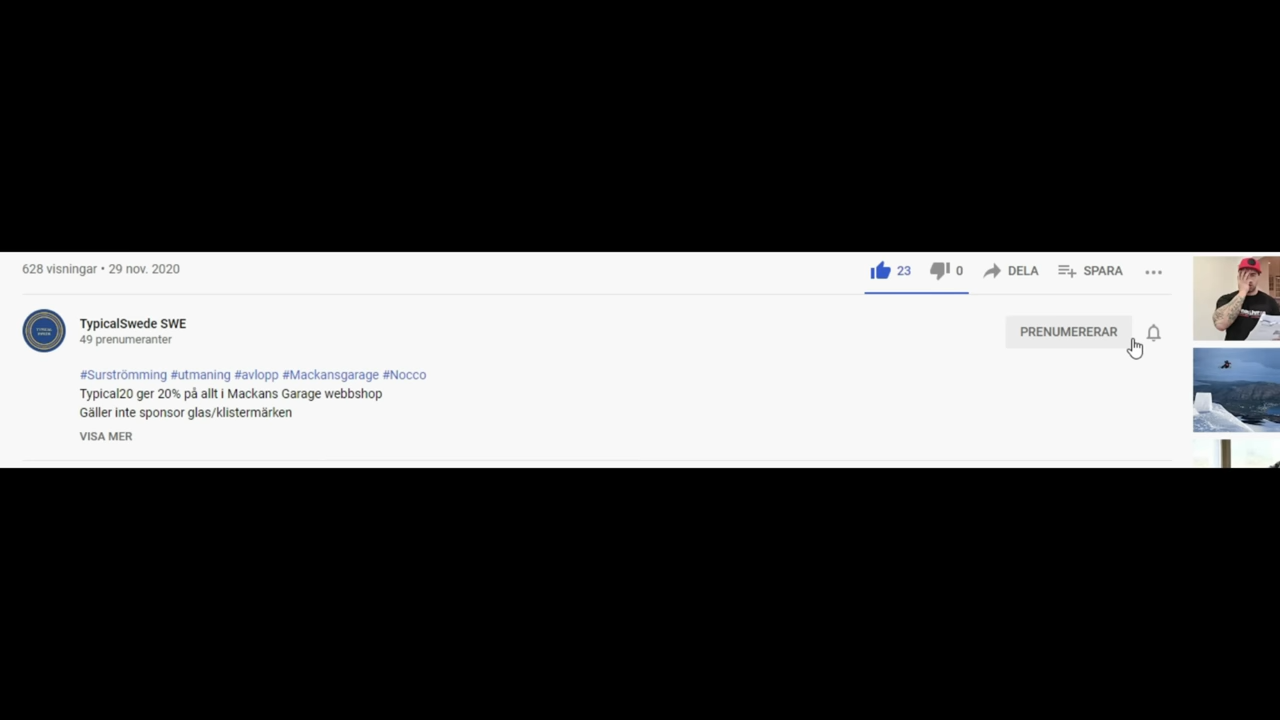 628 visningar • 29 nov. 2020
23
0
DELA
SPARA
TypicalSwede SWE
49 prenumeranter
PRENUMERERAR
#Surströmming #utmaning #avlopp #Mackansgarage #Nocco
Typical20 ger 20% på allt i Mackans Garage webbshop
Gäller inte sponsor glas/klistermärken
VISA MER